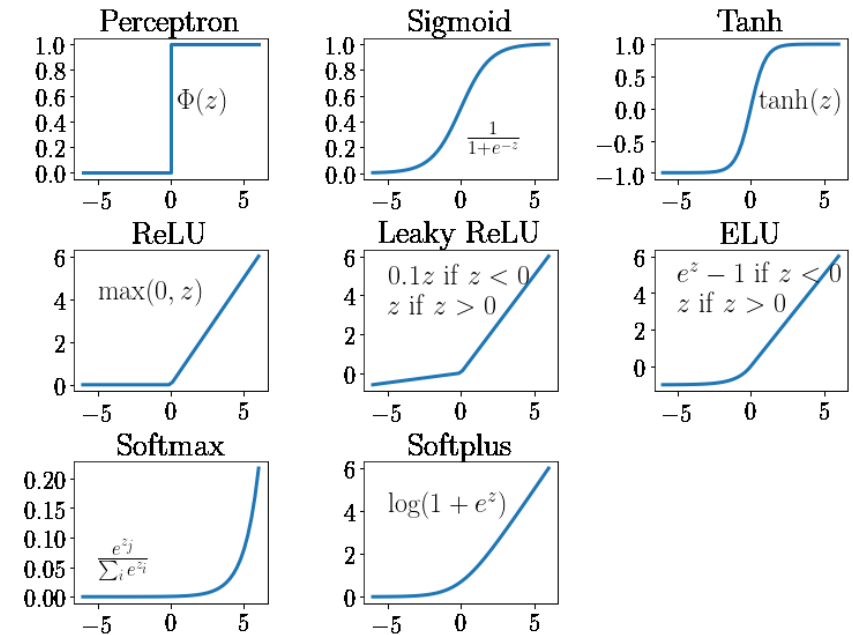 Perceptron
1.0
0.8
0.6
0.4
0.2
0.0
Φ(z)
−5 0 5
Sigmoid
1.0
0.8
0.6
0.4
0.2
0.0
1/(1+e^{−z})
−5 0 5
Tanh
1.0
0.5
0.0
−0.5
−1.0
tanh(z)
−5 0 5
ReLU
6
4
2
0
max(0, z)
−5 0 5
Leaky ReLU
6
4
2
0
0.1z if z < 0
z if z > 0
−5 0 5
ELU
6
4
2
0
e^z − 1 if z < 0
z if z > 0
−5 0 5
Softmax
0.20
0.15
0.10
0.05
0.00
e^{z_j}/∑_i e^{z_i}
−5 0 5
Softplus
6
4
2
0
log(1 + e^z)
−5 0 5